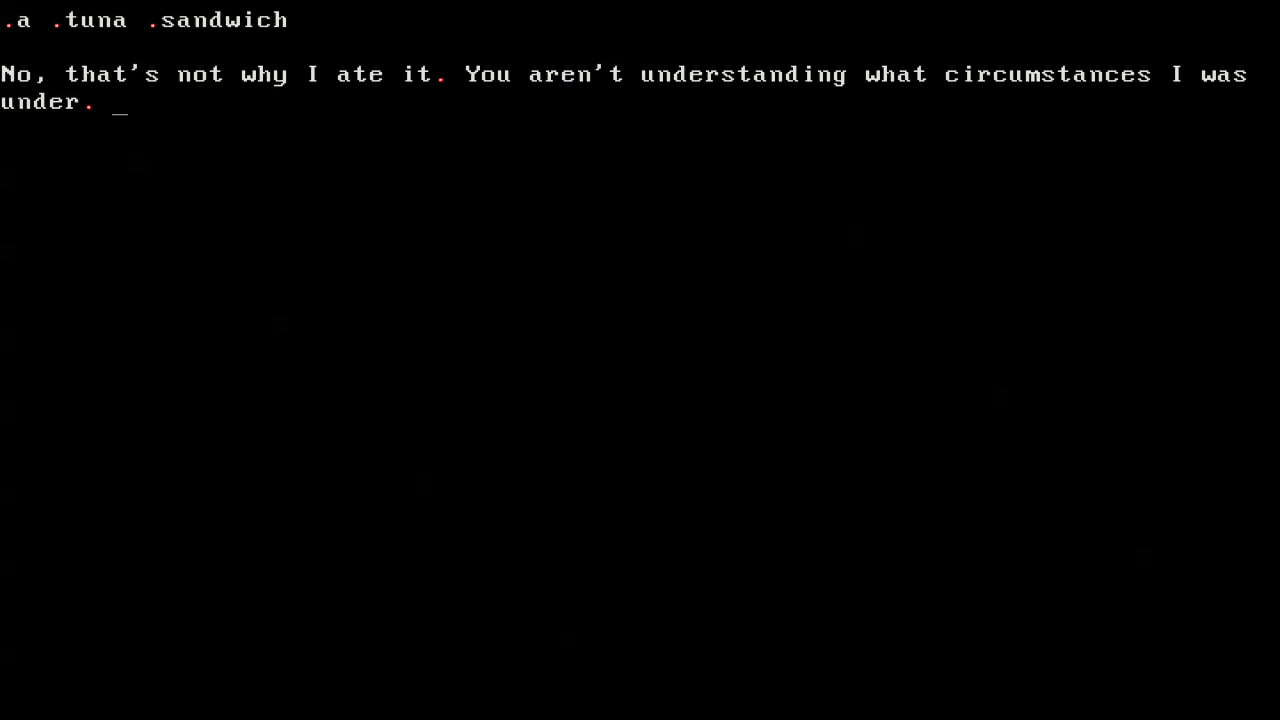 .a .tuna .sandwich
No, that's not why I ate it. You aren't understanding what circumstances I was
under. _